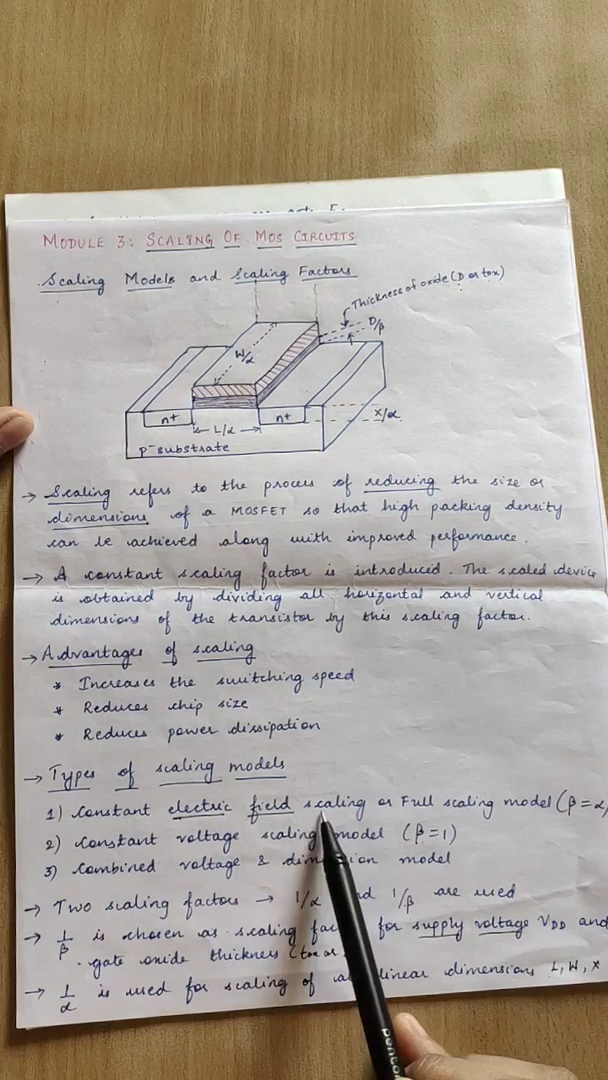 MODULE 3: SCALING OF MOS CIRCUITS
Scaling Models and Scaling Factors
Thickness of oxide (D or tox)
D/β
W/α
n+
L/α
n+
X/α
p- substrate
→ Scaling refers to the process of reducing the size or
dimensions of a MOSFET so that high packing density
can be achieved along with improved performance.
→ A constant scaling factor is introduced. The scaled device
is obtained by dividing all horizontal and vertical
dimensions of the transistor by this scaling factor.
→ Advantages of scaling
* Increases the switching speed
* Reduces chip size
* Reduces power dissipation
→ Types of scaling models
1) Constant electric field scaling or Full scaling model (β = α)
2) Constant voltage scaling model (β=1)
3) Combined voltage & dimension model
→ Two scaling factors → 1/α and 1/β are used
→ 1/β is chosen as scaling for supply voltage VDD and
gate oxide thickness (tox or
→ 1/α is used for scaling of linear dimensions L, W, X
pento